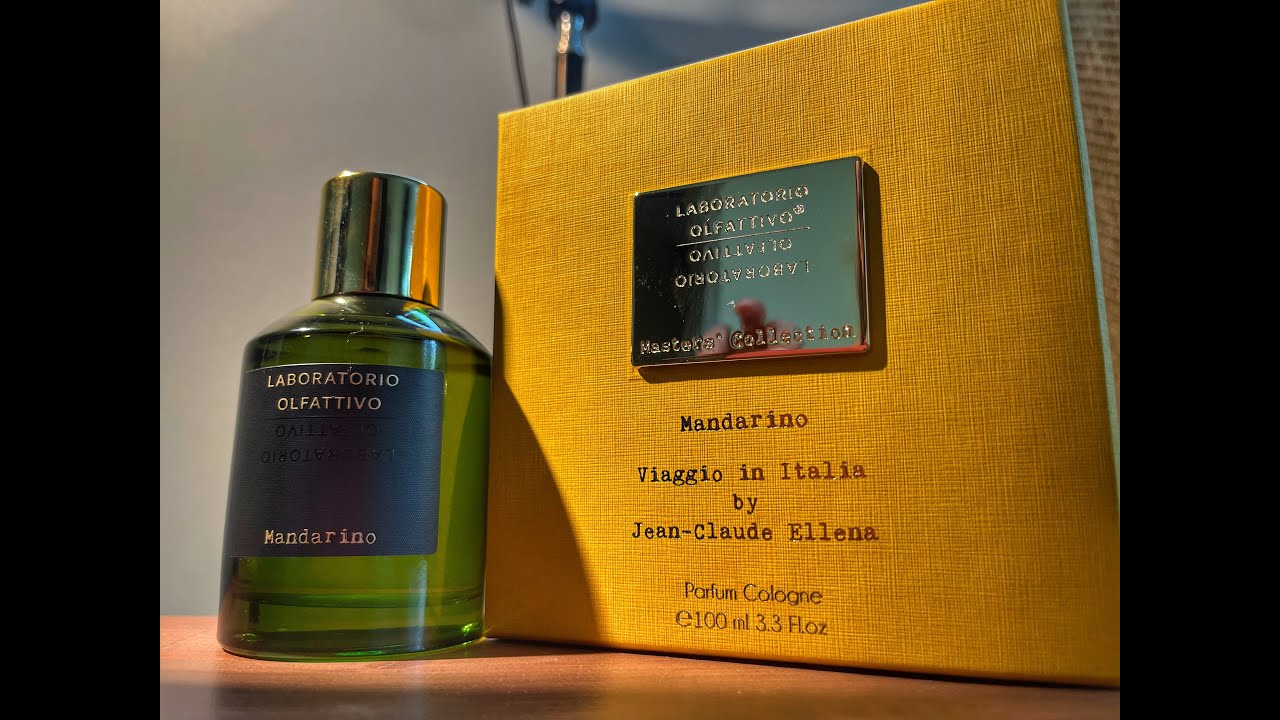 LABORATORIO
OLFATTIVO
OLFATTIVO
LABORATORIO
Mandarino
LABORATORIO
OLFATTIVO®
OLFATTIVO
LABORATORIO
Masters' Collection
Mandarino
Viaggio in Italia
by
Jean-Claude Ellena
Parfum Cologne
℮100 ml 3.3 Fl.oz